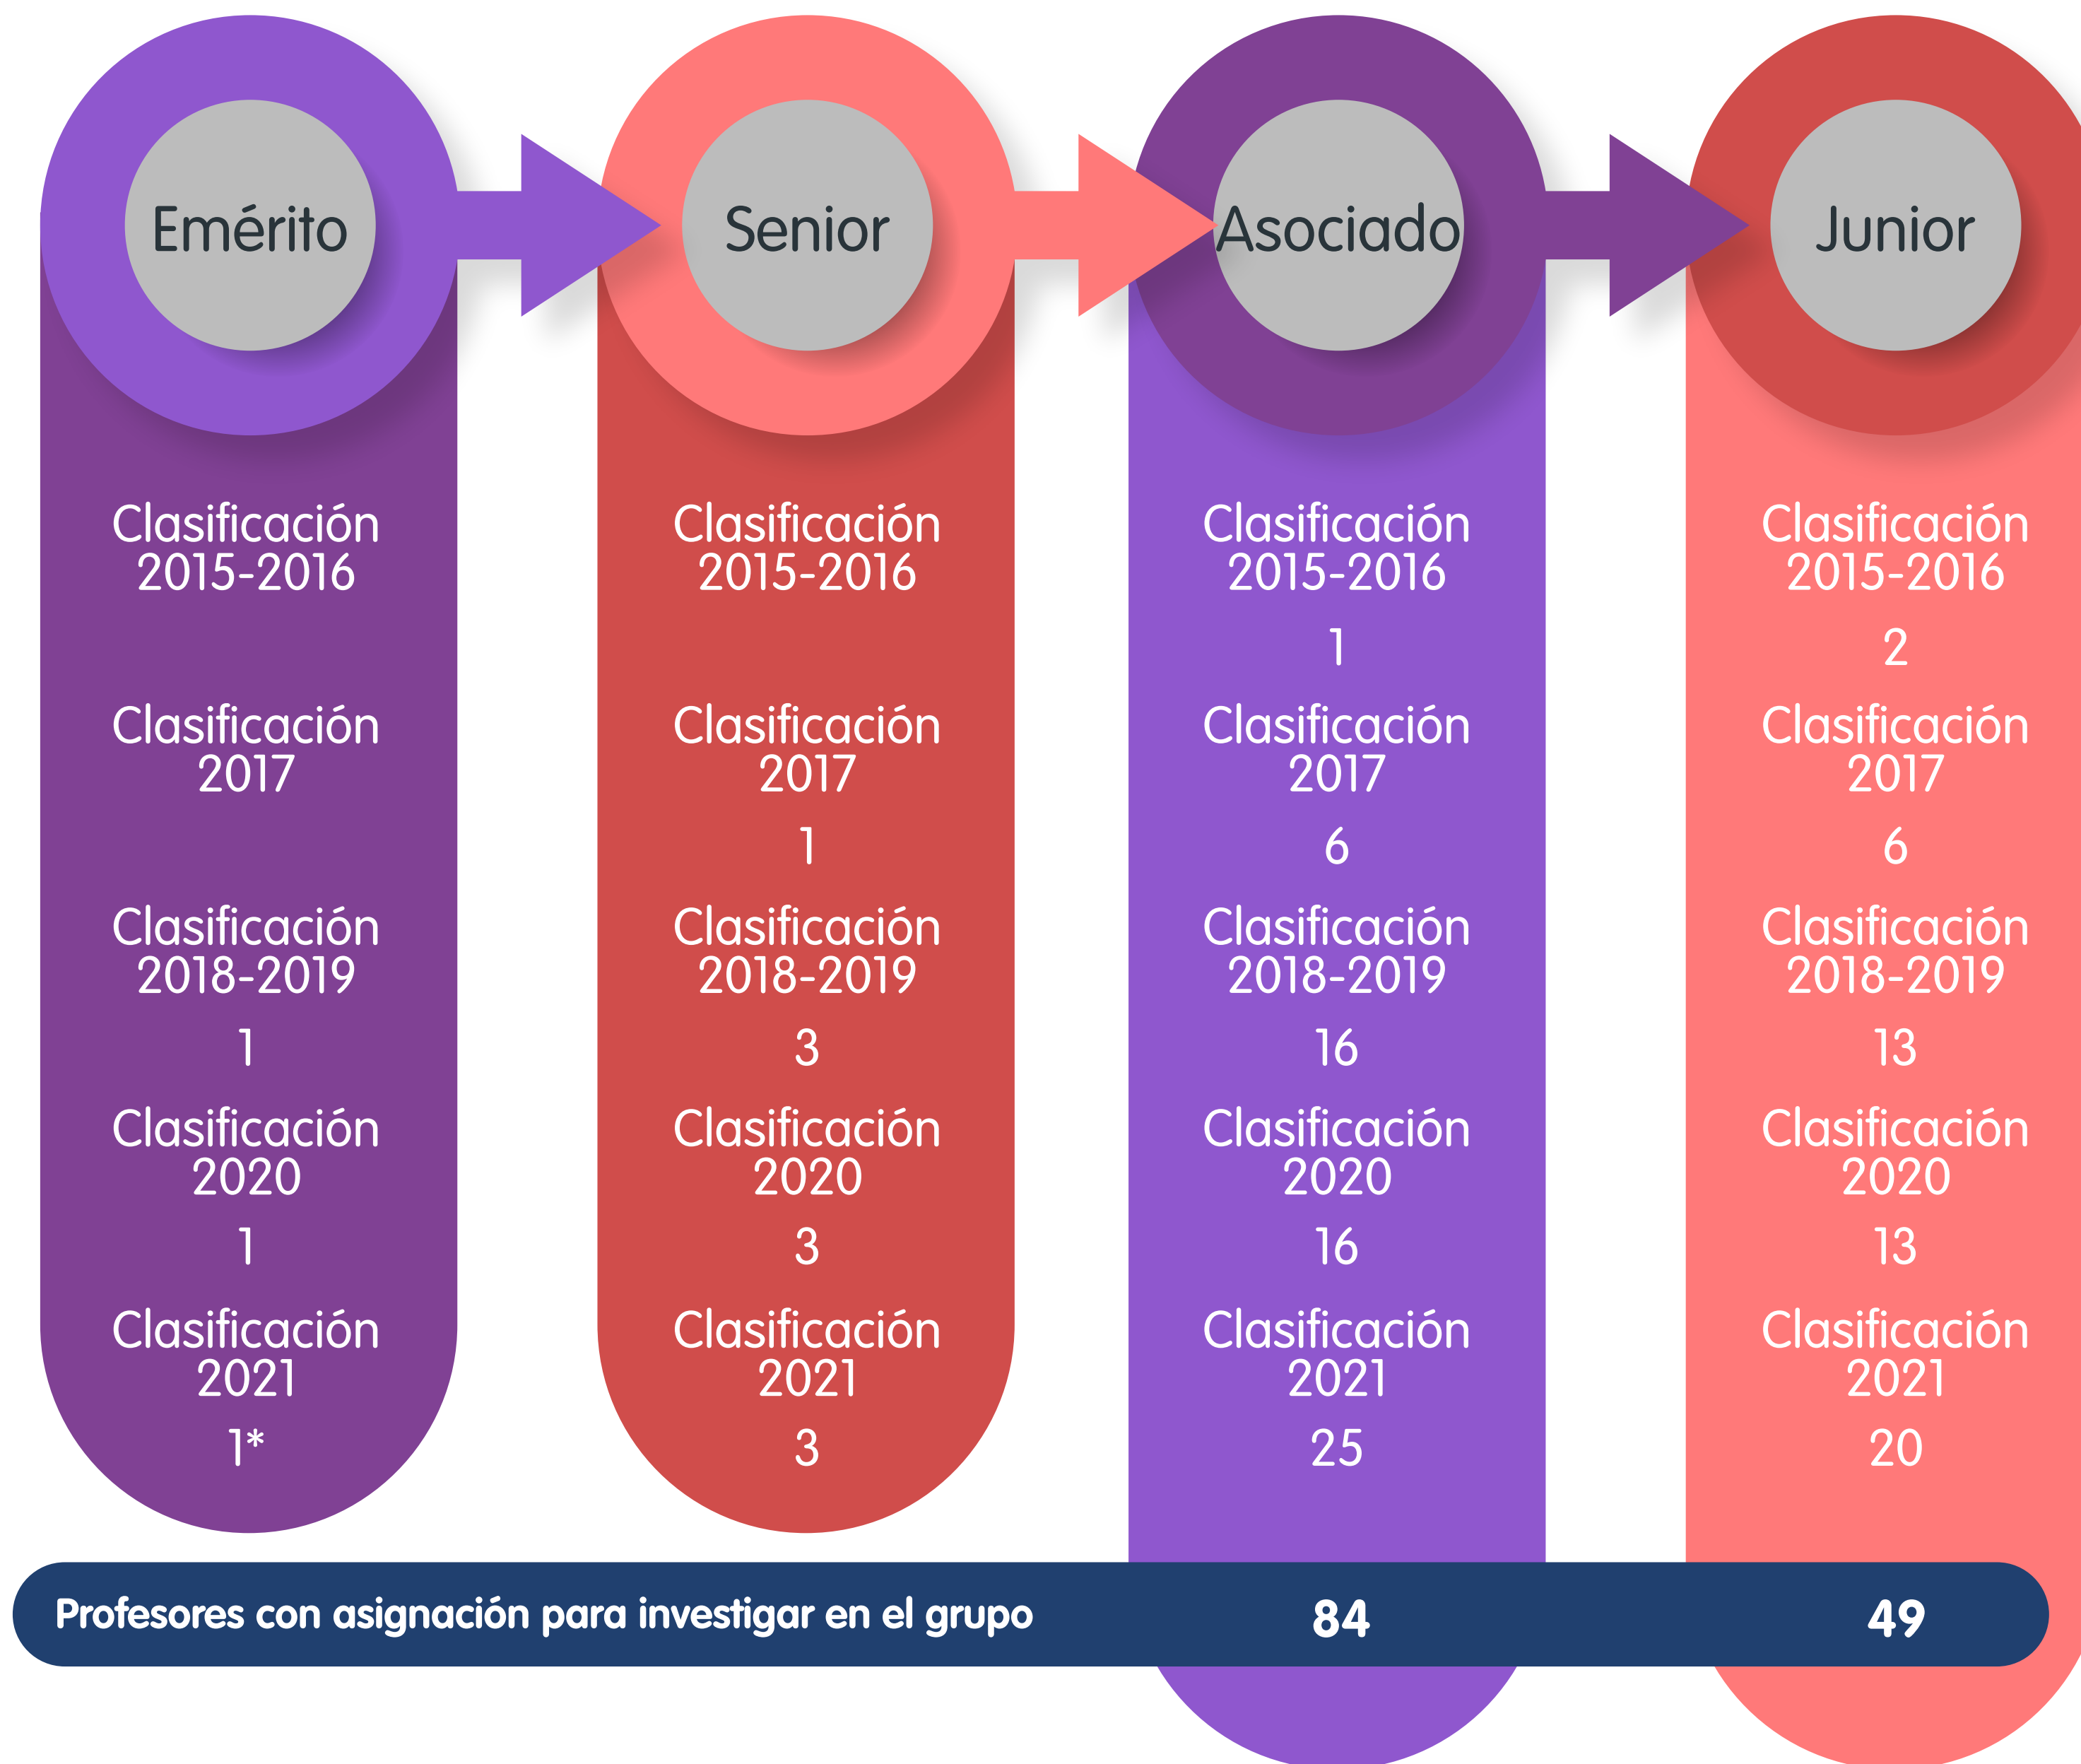 Emérito
Clasificación
2015-2016
Clasificación
2017
Clasificación
2018-2019
1
Clasificación
2020
1
Clasificación
2021
1*
Senior
Clasificación
2015-2016
Clasificación
2017
1
Clasificación
2018-2019
3
Clasificación
2020
3
Clasificación
2021
3
Asociado
Clasificación
2015-2016
1
Clasificación
2017
6
Clasificación
2018-2019
16
Clasificación
2020
16
Clasificación
2021
25
Junior
Clasificación
2015-2016
2
Clasificación
2017
6
Clasificación
2018-2019
13
Clasificación
2020
13
Clasificación
2021
20
Profesores con asignación para investigar en el grupo 84 49